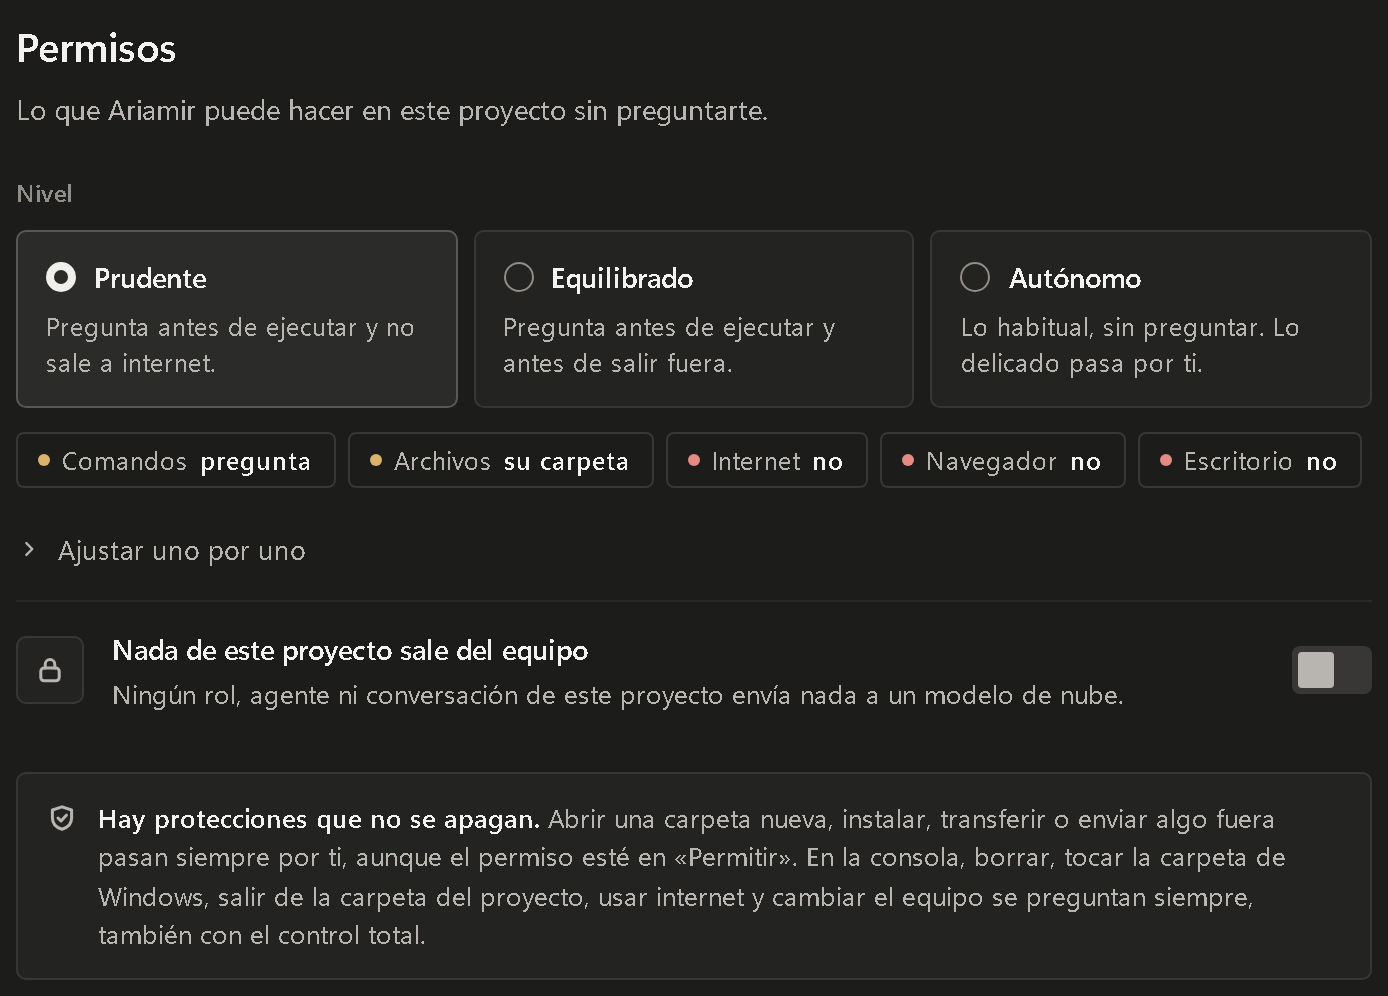 Permisos
Lo que Ariamir puede hacer en este proyecto sin preguntarte.
Nivel
Prudente
Pregunta antes de ejecutar y no
sale a internet.
Equilibrado
Pregunta antes de ejecutar y
antes de salir fuera.
Autónomo
Lo habitual, sin preguntar. Lo
delicado pasa por ti.
Comandos pregunta
Archivos su carpeta
Internet no
Navegador no
Escritorio no
Ajustar uno por uno
Nada de este proyecto sale del equipo
Ningún rol, agente ni conversación de este proyecto envía nada a un modelo de nube.
Hay protecciones que no se apagan. Abrir una carpeta nueva, instalar, transferir o enviar algo fuera
pasan siempre por ti, aunque el permiso esté en «Permitir». En la consola, borrar, tocar la carpeta de
Windows, salir de la carpeta del proyecto, usar internet y cambiar el equipo se preguntan siempre,
también con el control total.